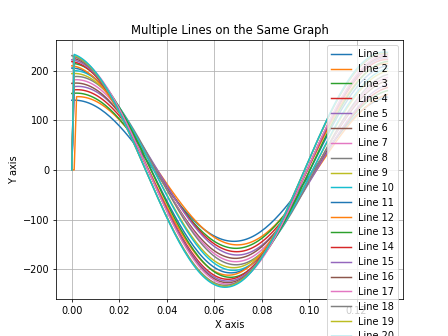 Multiple Lines on the Same Graph
Y axis
200
100
0
−100
−200
0.00
0.02
0.04
0.06
0.08
0.10
X axis
Line 1
Line 2
Line 3
Line 4
Line 5
Line 6
Line 7
Line 8
Line 9
Line 10
Line 11
Line 12
Line 13
Line 14
Line 15
Line 16
Line 17
Line 18
Line 19
Line 20